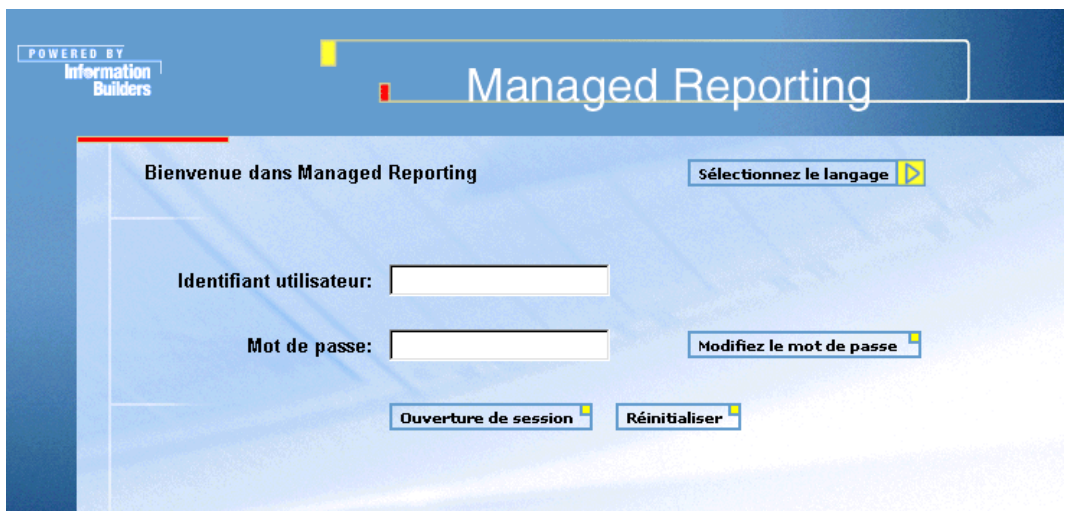 POWERED BY
Information
Builders
Managed Reporting
Bienvenue dans Managed Reporting
Sélectionnez le langage
Identifiant utilisateur:
Mot de passe:
Modifiez le mot de passe
Ouverture de session
Réinitialiser